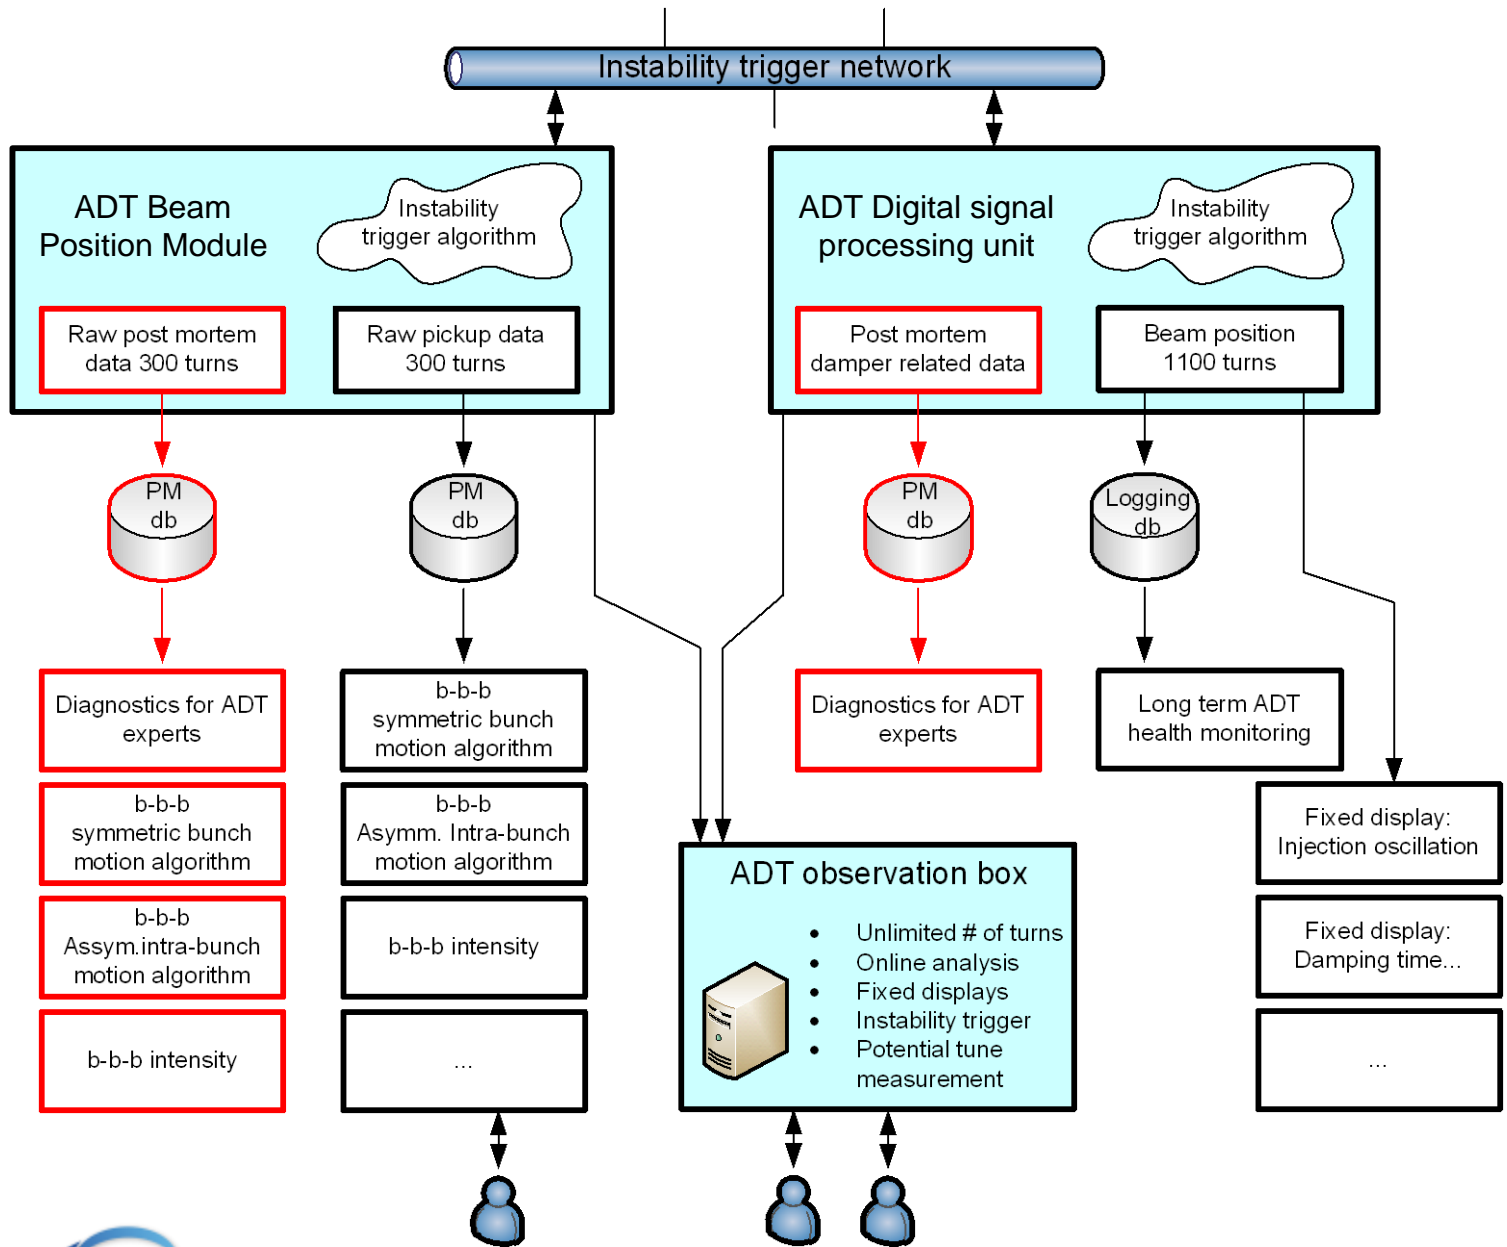 Instability trigger network
ADT Beam
Position Module
Instability
trigger algorithm
Raw post mortem
data 300 turns
Raw pickup data
300 turns
ADT Digital signal
processing unit
Instability
trigger algorithm
Post mortem
damper related data
Beam position
1100 turns
PM
db
PM
db
PM
db
Logging
db
Diagnostics for ADT
experts
b-b-b
symmetric bunch
motion algorithm
b-b-b
Assym.intra-bunch
motion algorithm
b-b-b intensity
b-b-b
symmetric bunch
motion algorithm
b-b-b
Asymm. Intra-bunch
motion algorithm
b-b-b intensity
...
Diagnostics for ADT
experts
Long term ADT
health monitoring
ADT observation box
• Unlimited # of turns
• Online analysis
• Fixed displays
• Instability trigger
• Potential tune
measurement
Fixed display:
Injection oscillation
Fixed display:
Damping time...
...